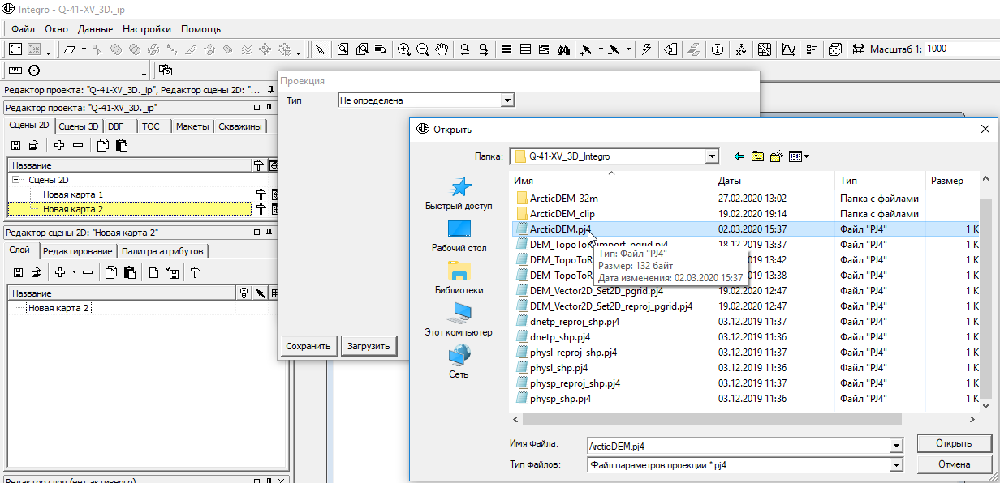 Integro - Q-41-XV_3D._ip
Файл Окно Данные Настройки Помощь
Масштаб 1: 1000
Редактор проекта: "Q-41-XV_3D._ip", Редактор сцены 2D: "...
Редактор проекта: "Q-41-XV_3D._ip"
Сцены 2D Сцены 3D DBF ТОС Макеты Скважины
Название
Сцены 2D
Новая карта 1
Новая карта 2
Редактор сцены 2D: "Новая карта 2"
Слой Редактирование Палитра атрибутов
Название
Новая карта 2
Редактор слоя (нет активного)
Проекция
Тип Не определена
Сохранить Загрузить
Открыть
Папка: Q-41-XV_3D_Integro
Быстрый доступ
Рабочий стол
Библиотеки
Этот компьютер
Сеть
Имя Даты Тип Размер
ArcticDEM_32m 27.02.2020 13:02 Папка с файлами
ArcticDEM_clip 19.02.2020 19:14 Папка с файлами
ArcticDEM.pj4 02.03.2020 15:37 Файл "PJ4" 1 К
DEM_TopoToR_import_pgrid.pj4 18.12.2019 13:37 Файл "PJ4" 1 К
DEM_TopoToR 13:42 Файл "PJ4" 1 К
DEM_TopoToR 13:38 Файл "PJ4" 1 К
DEM_Vector2D_Set2D_pgrid.pj4 19.02.2020 12:47 Файл "PJ4" 1 К
DEM_Vector2D_Set2D_reproj_pgrid.pj4 19.02.2020 12:47 Файл "PJ4" 1 К
dnetp_reproj_shp.pj4 03.12.2019 11:37 Файл "PJ4" 1 К
dnetp_shp.pj4 03.12.2019 11:36 Файл "PJ4" 1 К
physl_reproj_shp.pj4 03.12.2019 11:37 Файл "PJ4" 1 К
physl_shp.pj4 03.12.2019 11:36 Файл "PJ4" 1 К
physp_reproj_shp.pj4 03.12.2019 11:37 Файл "PJ4" 1 К
physp_shp.pj4 03.12.2019 11:36 Файл "PJ4" 1 К
Тип: Файл "PJ4"
Размер: 132 байт
Дата изменения: 02.03.2020 15:37
Имя файла: ArcticDEM.pj4 Открыть
Тип файлов: Файл параметров проекции *.pj4 Отмена